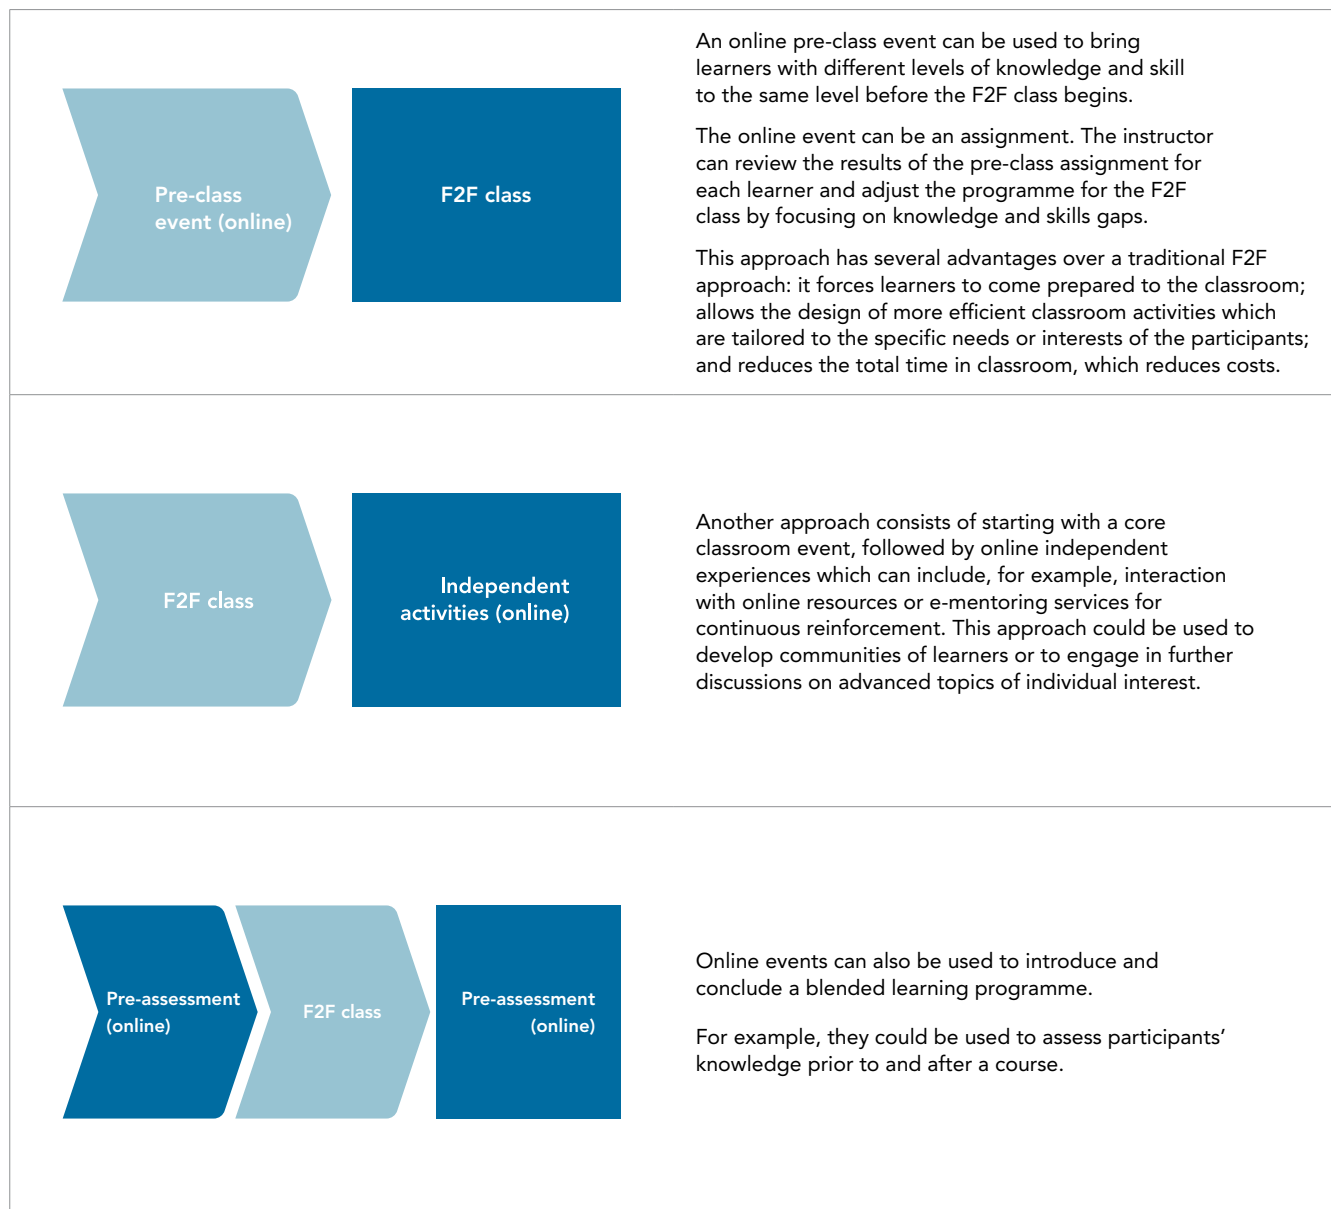 Pre-class
event (online)
F2F class
An online pre-class event can be used to bring
learners with different levels of knowledge and skill
to the same level before the F2F class begins.
The online event can be an assignment. The instructor
can review the results of the pre-class assignment for
each learner and adjust the programme for the F2F
class by focusing on knowledge and skills gaps.
This approach has several advantages over a traditional F2F
approach: it forces learners to come prepared to the classroom;
allows the design of more efficient classroom activities which
are tailored to the specific needs or interests of the participants;
and reduces the total time in classroom, which reduces costs.
F2F class
Independent
activities (online)
Another approach consists of starting with a core
classroom event, followed by online independent
experiences which can include, for example, interaction
with online resources or e-mentoring services for
continuous reinforcement. This approach could be used to
develop communities of learners or to engage in further
discussions on advanced topics of individual interest.
Pre-assessment
(online)
F2F class
Pre-assessment
(online)
Online events can also be used to introduce and
conclude a blended learning programme.
For example, they could be used to assess participants’
knowledge prior to and after a course.